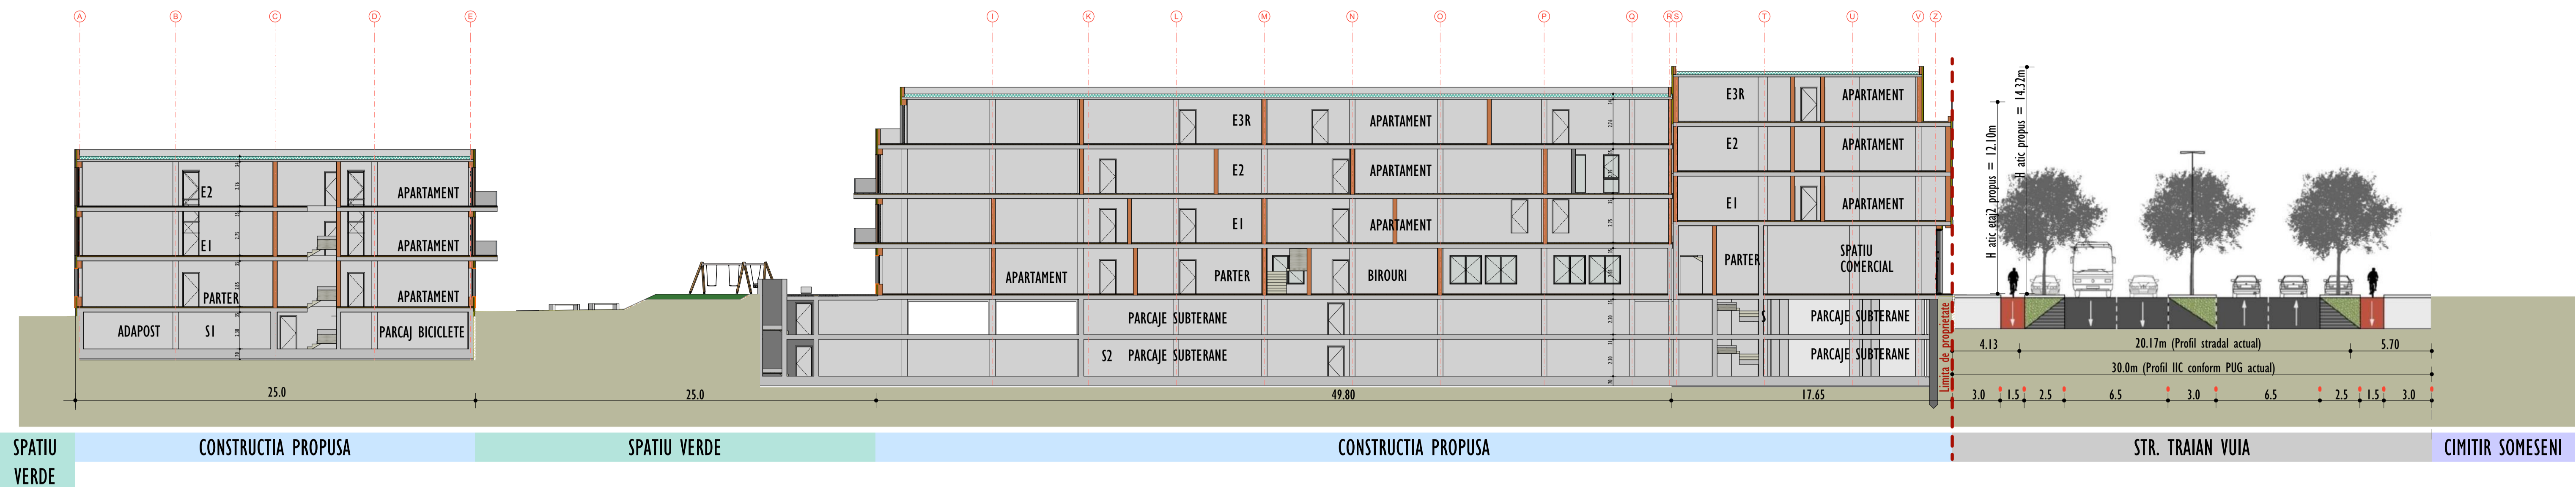 A B C D E I K L M N O P Q R S T U V Z
E3R APARTAMENT
E3R APARTAMENT
E2 APARTAMENT
E2 APARTAMENT
E2 APARTAMENT
E1 APARTAMENT
E1 APARTAMENT
E1 APARTAMENT
PARTER APARTAMENT
APARTAMENT PARTER BIROURI
PARTER SPATIU
COMERCIAL
ADAPOST S1 PARCAJ BICICLETE
PARCAJE SUBTERANE
S PARCAJE SUBTERANE
S2 PARCAJE SUBTERANE
PARCAJE SUBTERANE
Limita de proprietate
H atic etaj2 propus = 12.10m
H atic propus = 14.32m
4.13 20.17m (Profil stradal actual) 5.70
30.0m (Profil IIC conform PUG actual)
25.0 25.0 49.80 17.65 3.0 1.5 2.5 6.5 3.0 6.5 2.5 1.5 3.0
SPATIU
VERDE
CONSTRUCTIA PROPUSA
SPATIU VERDE
CONSTRUCTIA PROPUSA
STR. TRAIAN VUIA
CIMITIR SOMESENI